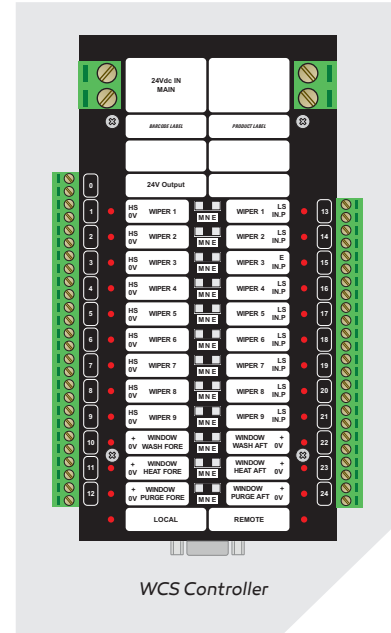 24Vdc IN
MAIN
BARCODE LABEL PRODUCT LABEL
0 24V Output
1 HS 0V WIPER 1 M N E WIPER 1 LS IN.P 13
2 HS 0V WIPER 2 M N E WIPER 2 LS IN.P 14
3 HS 0V WIPER 3 M N E WIPER 3 E IN.P 15
4 HS 0V WIPER 4 M N E WIPER 4 LS IN.P 16
5 HS 0V WIPER 5 M N E WIPER 5 LS IN.P 17
6 HS 0V WIPER 6 M N E WIPER 6 LS IN.P 18
7 HS 0V WIPER 7 M N E WIPER 7 LS IN.P 19
8 HS 0V WIPER 8 M N E WIPER 8 LS IN.P 20
9 HS 0V WIPER 9 M N E WIPER 9 LS IN.P 21
10 + 0V WINDOW WASH FORE M N E WINDOW WASH AFT + 0V 22
11 + 0V WINDOW HEAT FORE M N E WINDOW HEAT AFT + 0V 23
12 + 0V WINDOW PURGE FORE M N E WINDOW PURGE AFT + 0V 24
LOCAL REMOTE
WCS Controller